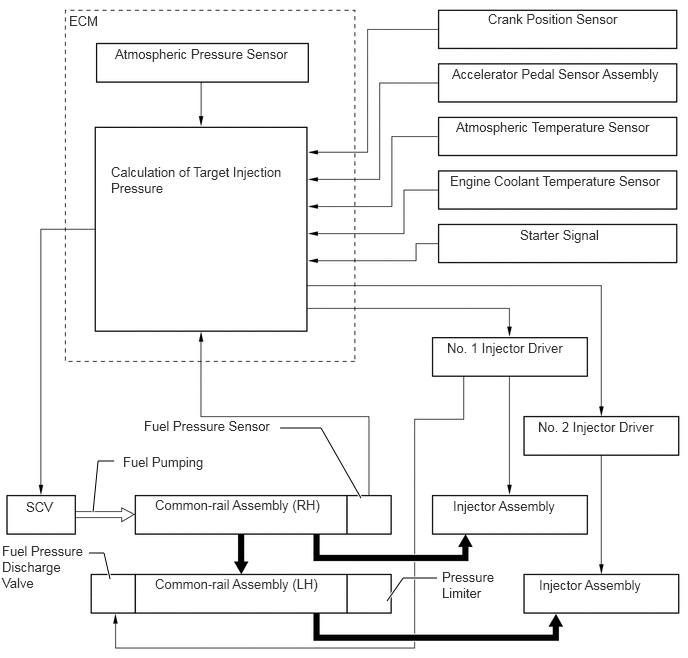 ECM
Crank Position Sensor
Atmospheric Pressure Sensor
Accelerator Pedal Sensor Assembly
Atmospheric Temperature Sensor
Calculation of Target Injection
Pressure
Engine Coolant Temperature Sensor
Starter Signal
No. 1 Injector Driver
Fuel Pressure Sensor
No. 2 Injector Driver
Fuel Pumping
SCV
Common-rail Assembly (RH)
Injector Assembly
Fuel Pressure
Discharge
Valve
Common-rail Assembly (LH)
Pressure
Limiter
Injector Assembly